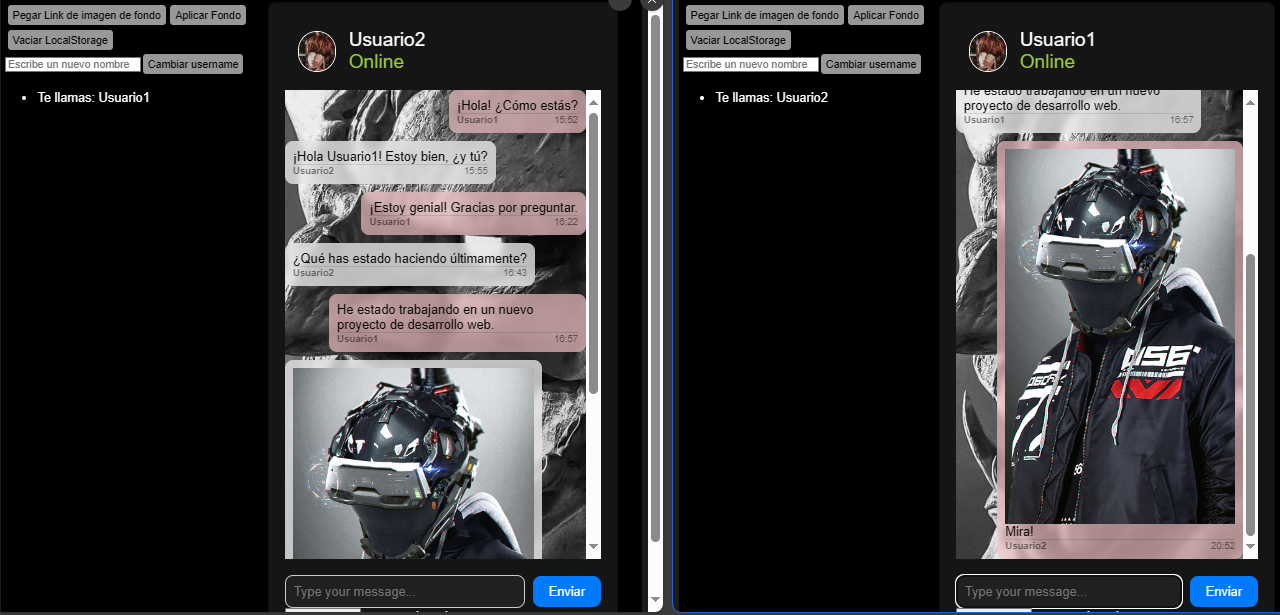 Pegar Link de imagen de fondo
Aplicar Fondo
Vaciar LocalStorage
Escribe un nuevo nombre
Cambiar username
Te llamas: Usuario1
Usuario2
Online
¡Hola! ¿Cómo estás?
Usuario1 15:52
¡Hola Usuario1! Estoy bien, ¿y tú?
Usuario2 15:55
¡Estoy genial! Gracias por preguntar.
Usuario1 16:22
¿Qué has estado haciendo últimamente?
Usuario2 16:43
He estado trabajando en un nuevo
proyecto de desarrollo web.
Usuario1 16:57
Type your message...
Enviar
Pegar Link de imagen de fondo
Aplicar Fondo
Vaciar LocalStorage
Escribe un nuevo nombre
Cambiar username
Te llamas: Usuario2
Usuario1
Online
He estado trabajando en un nuevo
proyecto de desarrollo web.
Usuario1 16:57
Mira!
Usuario2 20:52
Type your message...
Enviar